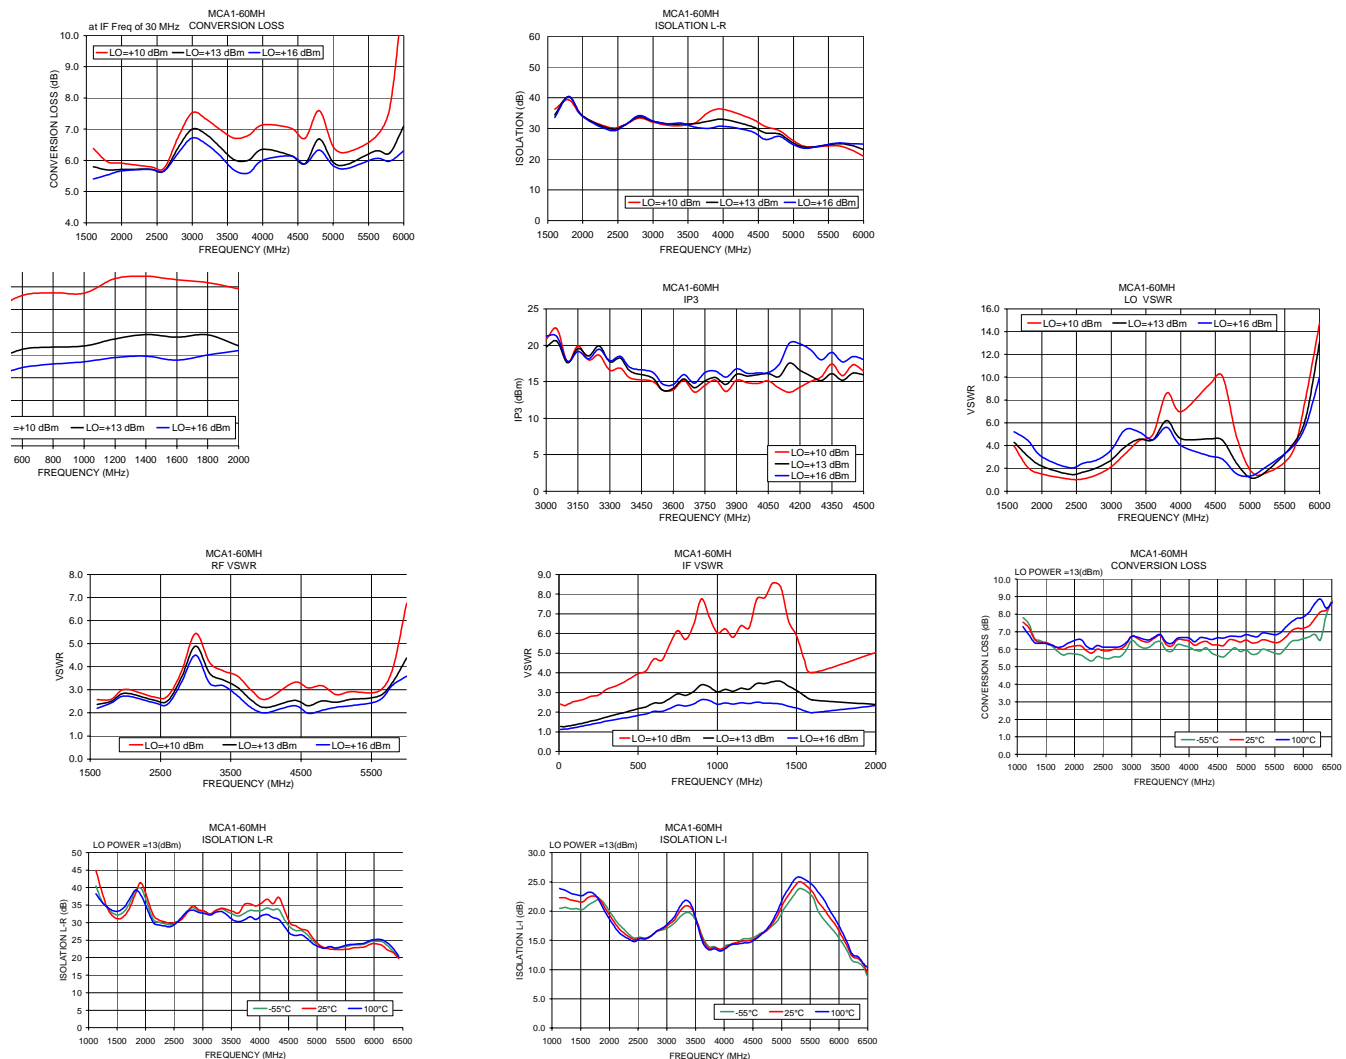 MCA1-60MH
at IF Freq of 30 MHz CONVERSION LOSS
10.0
9.0
8.0
7.0
6.0
5.0
4.0
CONVERSION LOSS (dB)
LO=+10 dBm LO=+13 dBm LO=+16 dBm
1500 2000 2500 3000 3500 4000 4500 5000 5500 6000
FREQUENCY (MHz)
MCA1-60MH
ISOLATION L-R
60
50
40
30
20
10
0
ISOLATION (dB)
LO=+10 dBm LO=+13 dBm LO=+16 dBm
1500 2000 2500 3000 3500 4000 4500 5000 5500 6000
FREQUENCY (MHz)
=+10 dBm LO=+13 dBm LO=+16 dBm
600 800 1000 1200 1400 1600 1800 2000
FREQUENCY (MHz)
MCA1-60MH
IP3
25
20
15
10
5
0
IP3 (dBm)
LO=+10 dBm
LO=+13 dBm
LO=+16 dBm
3000 3150 3300 3450 3600 3750 3900 4050 4200 4350 4500
FREQUENCY (MHz)
MCA1-60MH
LO VSWR
16.0
14.0
12.0
10.0
8.0
6.0
4.0
2.0
0.0
VSWR
LO=+10 dBm LO=+13 dBm LO=+16 dBm
1500 2000 2500 3000 3500 4000 4500 5000 5500 6000
FREQUENCY (MHz)
MCA1-60MH
RF VSWR
8.0
7.0
6.0
5.0
4.0
3.0
2.0
1.0
0.0
VSWR
LO=+10 dBm LO=+13 dBm LO=+16 dBm
1500 2500 3500 4500 5500
FREQUENCY (MHz)
MCA1-60MH
IF VSWR
9.0
8.0
7.0
6.0
5.0
4.0
3.0
2.0
1.0
0.0
VSWR
LO=+10 dBm LO=+13 dBm LO=+16 dBm
0 500 1000 1500 2000
FREQUENCY (MHz)
MCA1-60MH
CONVERSION LOSS
LO POWER =13(dBm)
10.0
9.0
8.0
7.0
6.0
5.0
4.0
3.0
2.0
1.0
0.0
CONVERSION LOSS (dB)
-55°C 25°C 100°C
1000 1500 2000 2500 3000 3500 4000 4500 5000 5500 6000 6500
FREQUENCY (MHz)
MCA1-60MH
ISOLATION L-R
LO POWER =13(dBm)
50
45
40
35
30
25
20
15
10
5
0
ISOLATION L-R (dB)
-55°C 25°C 100°C
1000 1500 2000 2500 3000 3500 4000 4500 5000 5500 6000 6500
FREQUENCY (MHz)
MCA1-60MH
ISOLATION L-I
LO POWER =13(dBm)
30.0
25.0
20.0
15.0
10.0
5.0
0.0
ISOLATION L-I (dB)
-55°C 25°C 100°C
1000 1500 2000 2500 3000 3500 4000 4500 5000 5500 6000 6500
FREQUENCY (MHz)